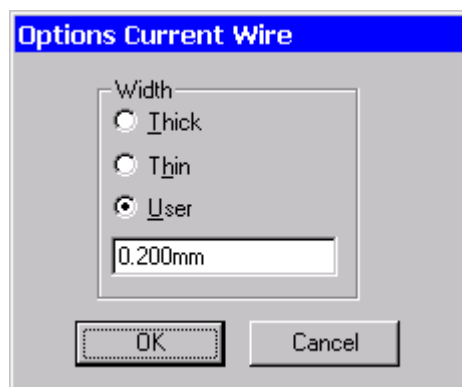 Options Current Wire
Width
Thick
Thin
User
0.200mm
OK Cancel